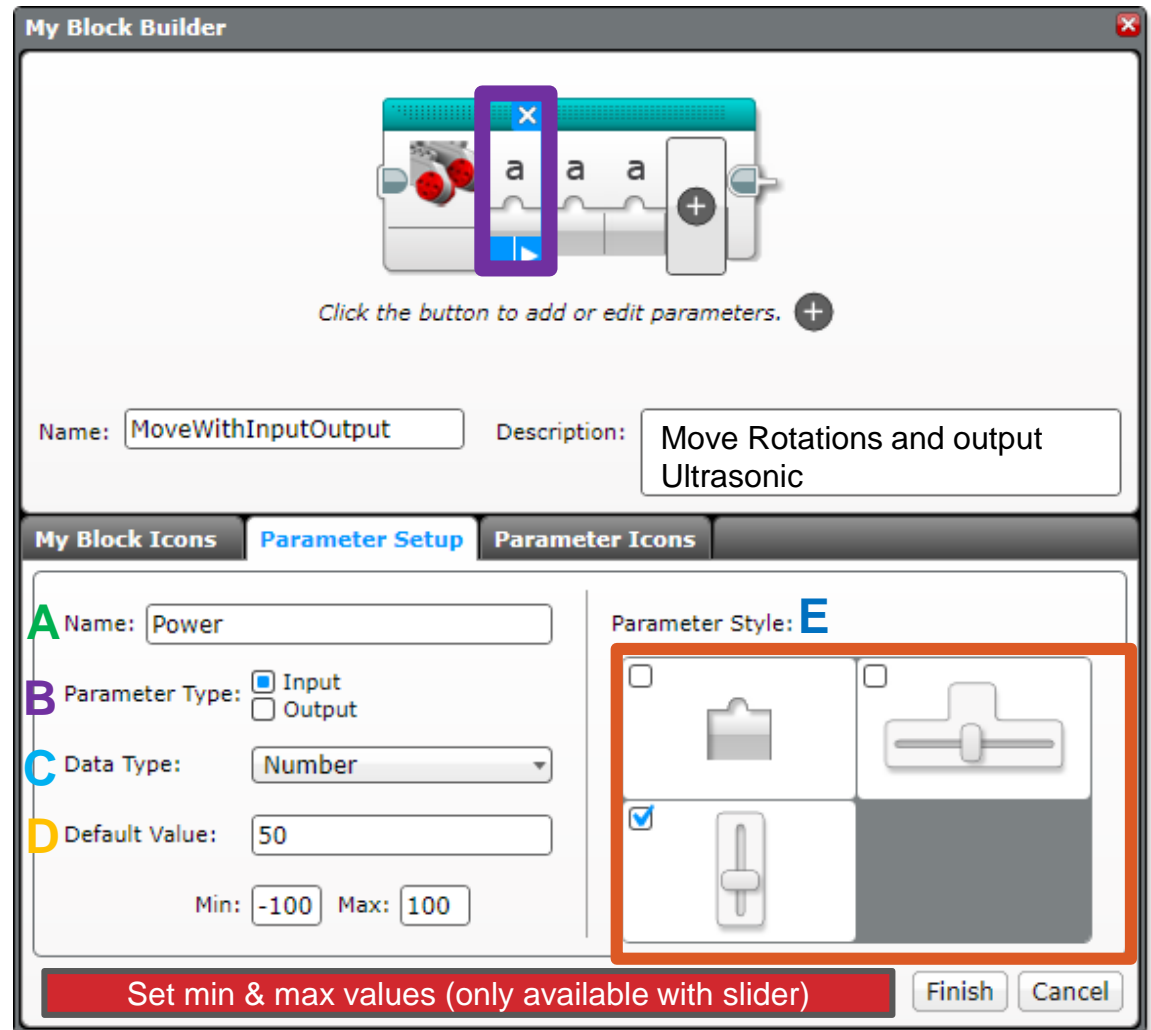 My Block Builder
a a a
Click the button to add or edit parameters.
Name: MoveWithInputOutput Description: Move Rotations and output
Ultrasonic
My Block Icons Parameter Setup Parameter Icons
A Name: Power Parameter Style: E
B Parameter Type: Input
Output
C Data Type: Number
D Default Value: 50
Min: -100 Max: 100
Set min & max values (only available with slider) Finish Cancel